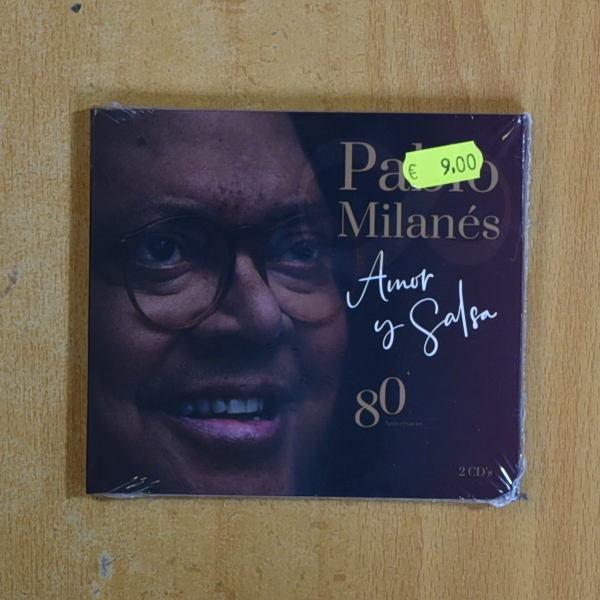 Pablo
€ 9,00
Milanés
Amor
y Salsa
80
Aniversario
2 CD's